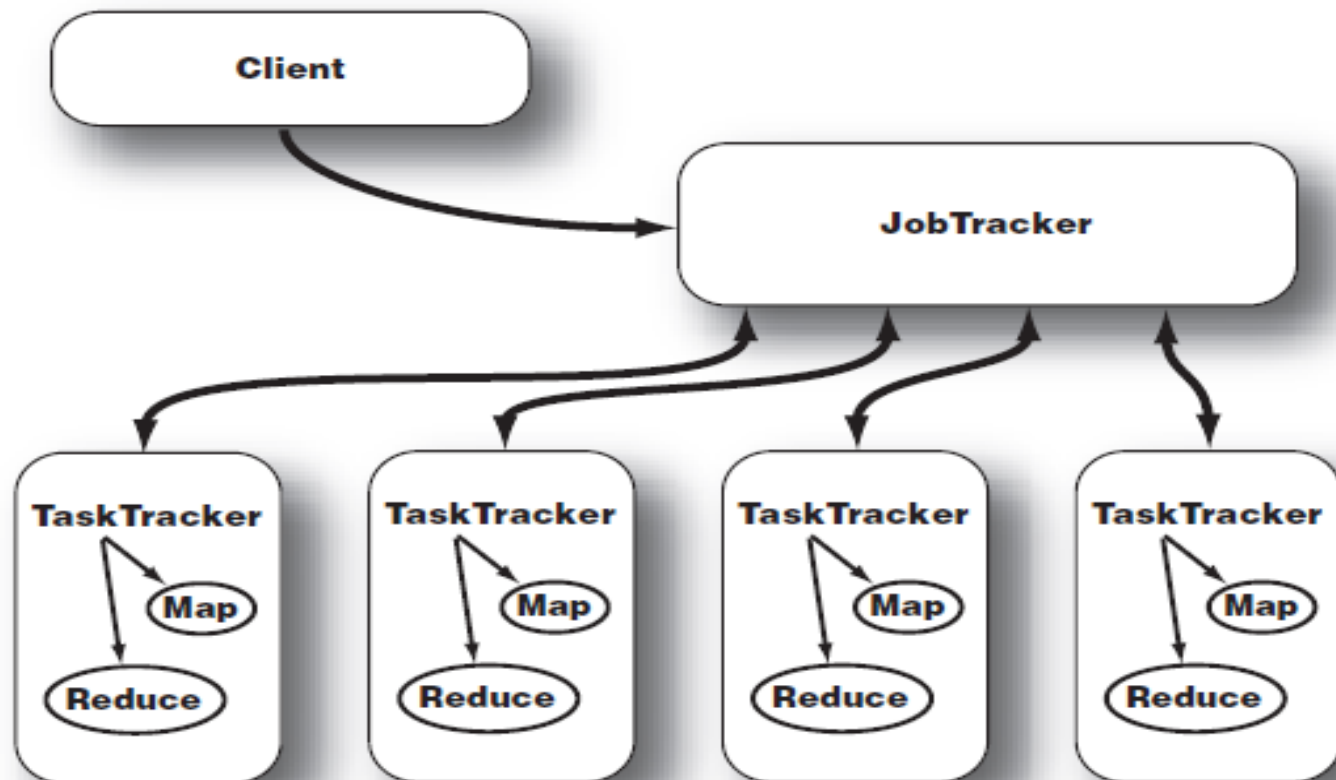 Client
JobTracker
TaskTracker
Map
Reduce
TaskTracker
Map
Reduce
TaskTracker
Map
Reduce
TaskTracker
Map
Reduce